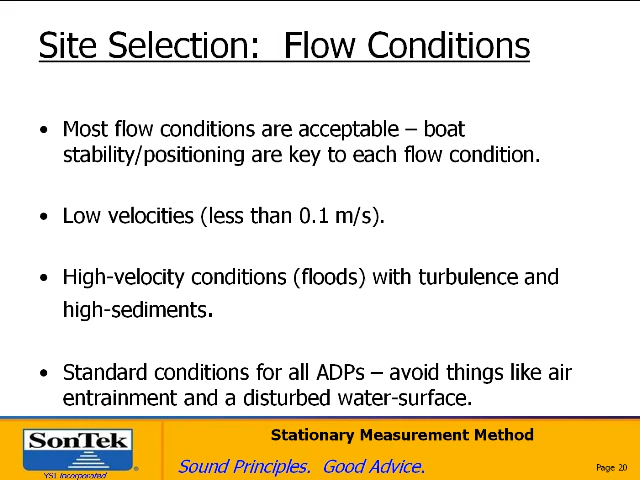 Site Selection:  Flow Conditions
• Most flow conditions are acceptable – boat
stability/positioning are key to each flow condition.
• Low velocities (less than 0.1 m/s).
• High-velocity conditions (floods) with turbulence and
high-sediments.
• Standard conditions for all ADPs – avoid things like air
entrainment and a disturbed water-surface.
Stationary Measurement Method
SonTek
YSI incorporated
Sound Principles.  Good Advice.
Page 20